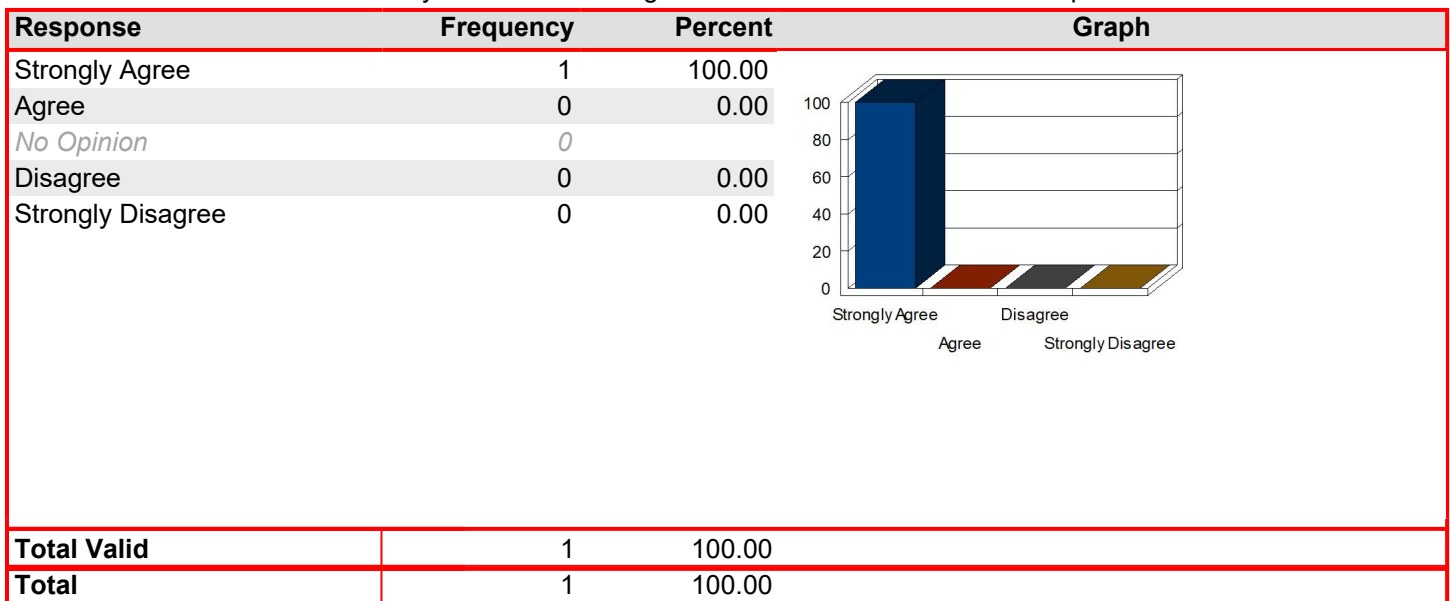 Response Frequency Percent Graph
Strongly Agree 1 100.00
Agree 0 0.00
No Opinion 0
Disagree 0 0.00
Strongly Disagree 0 0.00
100
80
60
40
20
0
Strongly Agree Disagree
Agree Strongly Disagree
Total Valid 1 100.00
Total 1 100.00